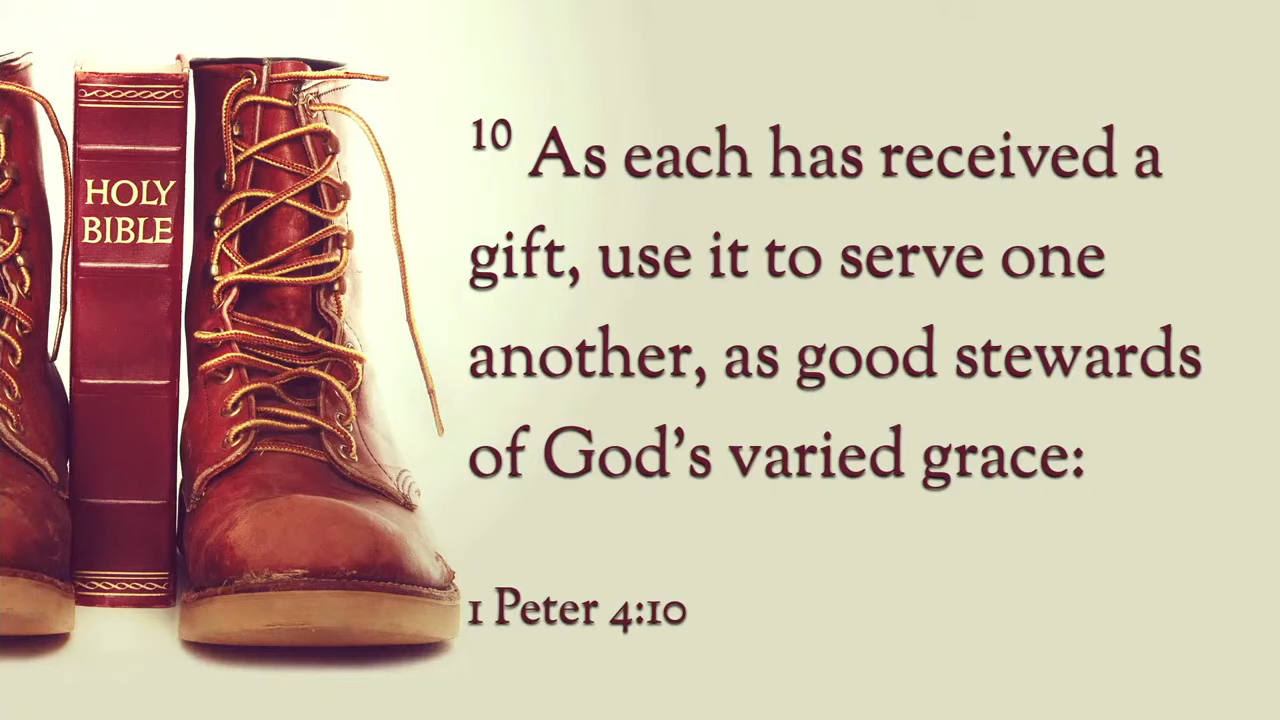 HOLY
BIBLE
10 As each has received a
gift, use it to serve one
another, as good stewards
of God’s varied grace:
1 Peter 4:10